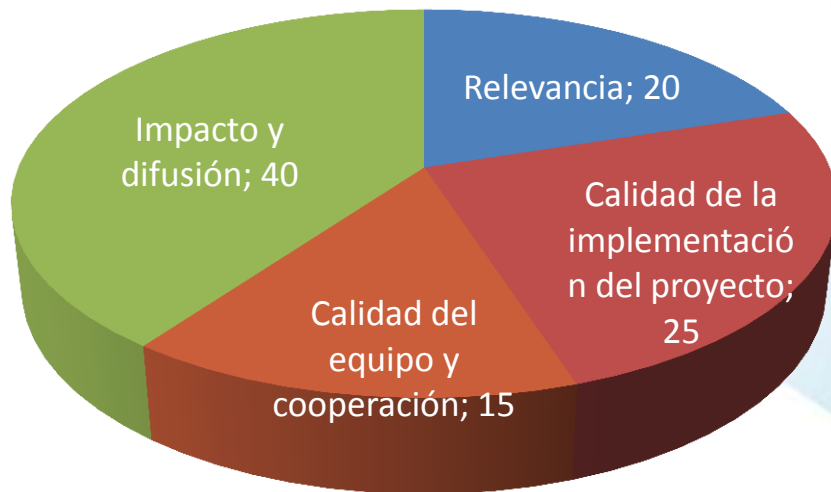 Relevancia; 20
Impacto y
difusión; 40
Calidad de la
implementació
n del proyecto;
25
Calidad del
equipo y
cooperación; 15